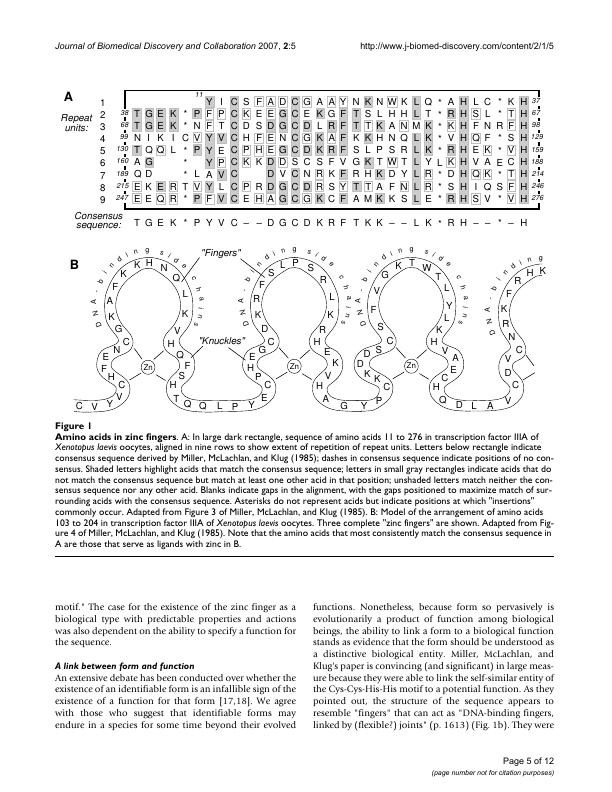 Journal of Biomedical Discovery and Collaboration 2007, 2:5
http://www.j-biomed-discovery.com/content/2/1/5
A
Repeat units:
1 11 Y I C S F A D C G A A Y N K N W K L Q * A H L C * K H 37
2 38 T G E K * P F P C K E E G C E K G F T S L H H L T * R H S L * T H 67
3 68 T G E K * N F T C D S D G C D L R F T T K A N M K * K H F N R F H 98
4 99 N I K I C V Y V C H F E N C G K A F K K H N Q L K * V H Q F * S H 129
5 130 T Q Q L * P Y E C P H E G C D K R F S L P S R L K * R H E K * V H 159
6 160 A G * Y P C K K D D S C S F V G K T W T L Y L K H V A E C H 188
7 189 Q D * L A V C D V C N R K F R H K D Y L R * D H Q K * T H 214
8 215 E K E R T V Y L C P R D G C D R S Y T T A F N L R * S H I Q S F H 246
9 247 E E Q R * P F V C E H A G C G K C F A M K K S L E * R H S V * V H 276
Consensus sequence: T G E K * P Y V C – – D G C D K R F T K K – – L K * R H – – * – H
B
DNA-binding side chains
DNA-binding side chains
DNA-binding side chains
DNA-
"Fingers"
"Knuckles"
C V Y V C H F E N C G K A F K K H N Q L K V H Q F S H
T Q Q L P Y E C P H E G C D K R F S L P S R L K R H E K V H
A G Y P C K K D D S C S F V G K T W T L Y L K H V A E C H
Q D L A V C D V C N R K F R H K
Zn
Zn
Zn
Figure 1
Amino acids in zinc fingers. A: In large dark rectangle, sequence of amino acids 11 to 276 in transcription factor IIIA of
Xenotopus laevis oocytes, aligned in nine rows to show extent of repetition of repeat units. Letters below rectangle indicate
consensus sequence derived by Miller, McLachlan, and Klug (1985); dashes in consensus sequence indicate positions of no con-
sensus. Shaded letters highlight acids that match the consensus sequence; letters in small gray rectangles indicate acids that do
not match the consensus sequence but match at least one other acid in that position; unshaded letters match neither the con-
sensus sequence nor any other acid. Blanks indicate gaps in the alignment, with the gaps positioned to maximize match of sur-
rounding acids with the consensus sequence. Asterisks do not represent acids but indicate positions at which "insertions"
commonly occur. Adapted from Figure 3 of Miller, McLachlan, and Klug (1985). B: Model of the arrangement of amino acids
103 to 204 in transcription factor IIIA of Xenotopus laevis oocytes. Three complete "zinc fingers" are shown. Adapted from Fig-
ure 4 of Miller, McLachlan, and Klug (1985). Note that the amino acids that most consistently match the consensus sequence in
A are those that serve as ligands with zinc in B.
motif." The case for the existence of the zinc finger as a
biological type with predictable properties and actions
was also dependent on the ability to specify a function for
the sequence.
A link between form and function
An extensive debate has been conducted over whether the
existence of an identifiable form is an infallible sign of the
existence of a function for that form [17,18]. We agree
with those who suggest that identifiable forms may
endure in a species for some time beyond their evolved
functions. Nonetheless, because form so pervasively is
evolutionarily a product of function among biological
beings, the ability to link a form to a biological function
stands as evidence that the form should be understood as
a distinctive biological entity. Miller, McLachlan, and
Klug's paper is convincing (and significant) in large meas-
ure because they were able to link the self-similar entity of
the Cys-Cys-His-His motif to a potential function. As they
pointed out, the structure of the sequence appears to
resemble "fingers" that can act as "DNA-binding fingers,
linked by (flexible?) joints" (p. 1613) (Fig. 1b). They were
Page 5 of 12
(page number not for citation purposes)